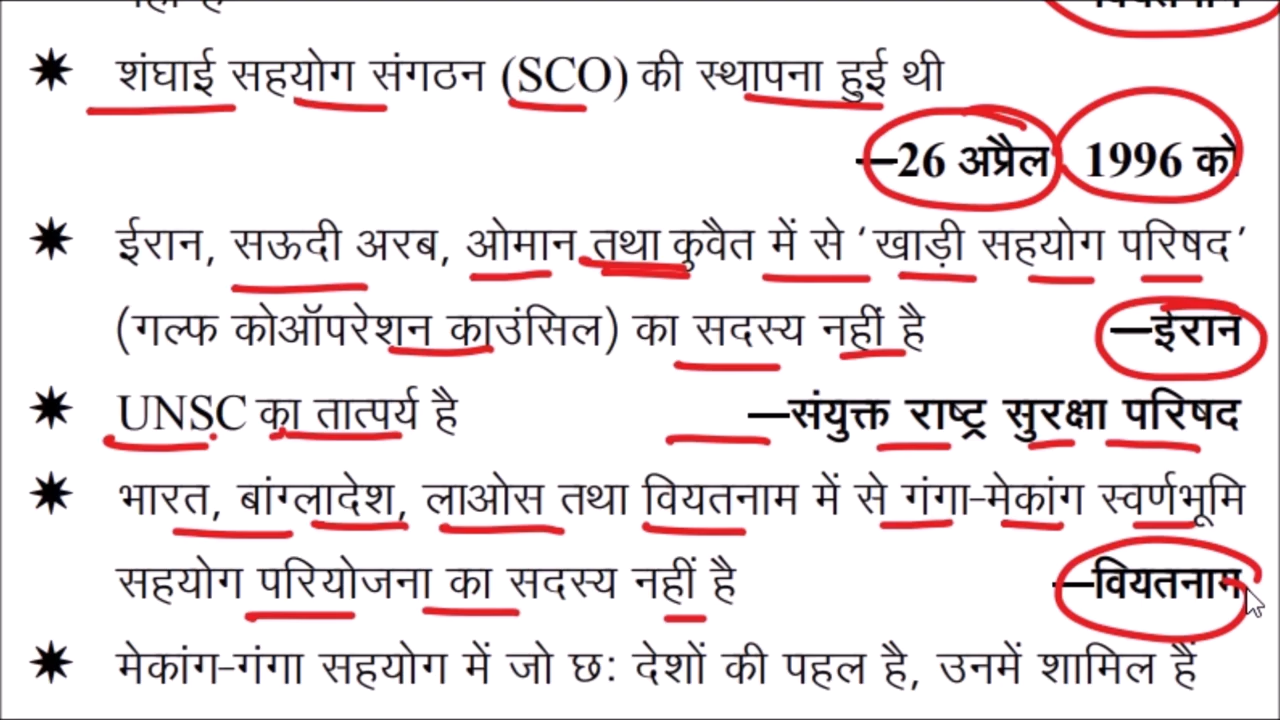 ✷ शंघाई सहयोग संगठन (SCO) की स्थापना हुई थी
—26 अप्रैल 1996 को
✷ ईरान, सऊदी अरब, ओमान तथा कुवैत में से ‘खाड़ी सहयोग परिषद’
(गल्फ कोऑपरेशन काउंसिल) का सदस्य नहीं है —ईरान
✷ UNSC का तात्पर्य है —संयुक्त राष्ट्र सुरक्षा परिषद
✷ भारत, बांग्लादेश, लाओस तथा वियतनाम में से गंगा-मेकांग स्वर्णभूमि
सहयोग परियोजना का सदस्य नहीं है —वियतनाम
✷ मेकांग-गंगा सहयोग में जो छः देशों की पहल है, उनमें शामिल हैं